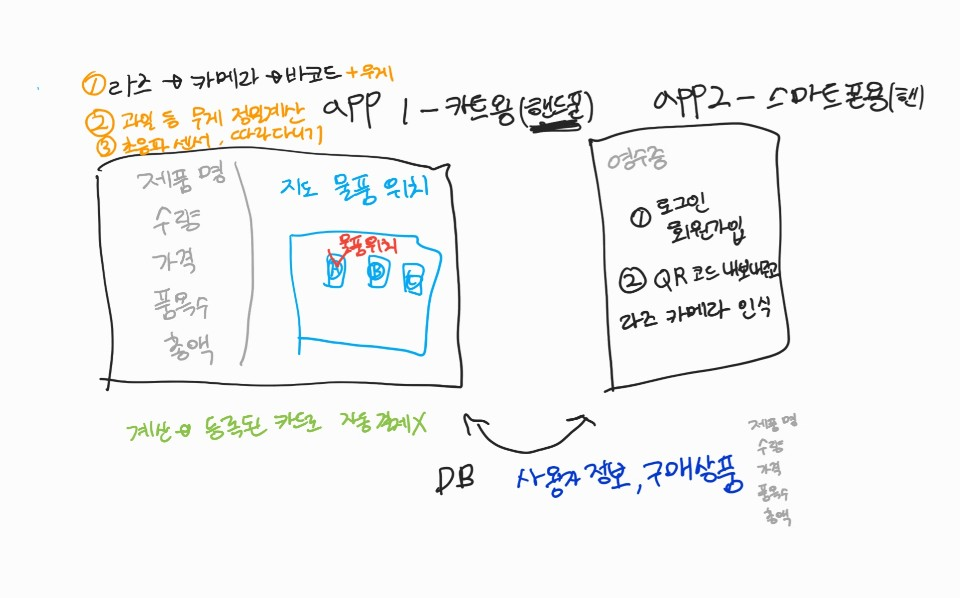 ① 라즈 → 카메라 → 바코드 + 무게
② 과일 등 무게 정밀계산
③ 초음파 센서, 따라다니기
app 1 - 카트용(핸드폰)
제품명
수량
가격
품목수
총액
지도 물품 위치
물품위치
A B C
계산 → 등록된 카드로 자동결제X
app2 - 스마트폰용(핸)
영수증
① 로그인
회원가입
② QR코드 내보내고
라즈 카메라 인식
DB 사용자 정보, 구매상품
제품명
수량
가격
품목수
총액